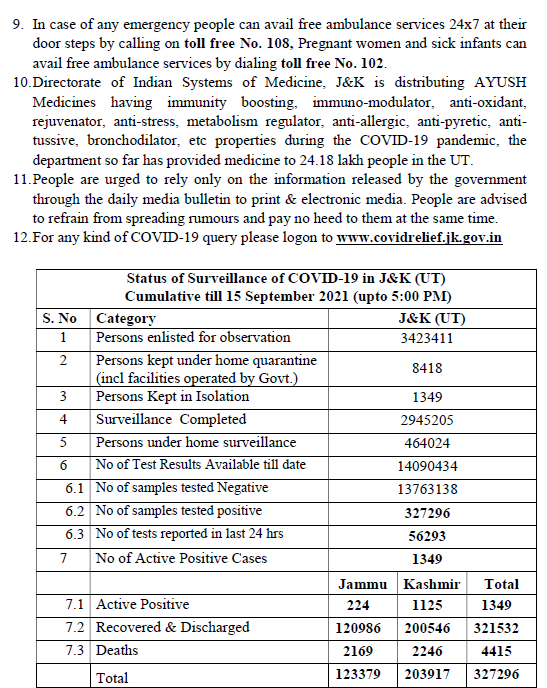 9. In case of any emergency people can avail free ambulance services 24x7 at their
door steps by calling on toll free No. 108, Pregnant women and sick infants can
avail free ambulance services by dialing toll free No. 102.
10. Directorate of Indian Systems of Medicine, J&K is distributing AYUSH
Medicines having immunity boosting, immuno-modulator, anti-oxidant,
rejuvenator, anti-stress, metabolism regulator, anti-allergic, anti-pyretic, anti-
tussive, bronchodilator, etc properties during the COVID-19 pandemic, the
department so far has provided medicine to 24.18 lakh people in the UT.
11. People are urged to rely only on the information released by the government
through the daily media bulletin to print & electronic media. People are advised
to refrain from spreading rumours and pay no heed to them at the same time.
12. For any kind of COVID-19 query please logon to www.covidrelief.jk.gov.in
Status of Surveillance of COVID-19 in J&K (UT)
Cumulative till 15 September 2021 (upto 5:00 PM)
S. No Category J&K (UT)
1 Persons enlisted for observation 3423411
2 Persons kept under home quarantine
(incl facilities operated by Govt.) 8418
3 Persons Kept in Isolation 1349
4 Surveillance Completed 2945205
5 Persons under home surveillance 464024
6 No of Test Results Available till date 14090434
6.1 No of samples tested Negative 13763138
6.2 No of samples tested positive 327296
6.3 No of tests reported in last 24 hrs 56293
7 No of Active Positive Cases 1349
Jammu Kashmir Total
7.1 Active Positive 224 1125 1349
7.2 Recovered & Discharged 120986 200546 321532
7.3 Deaths 2169 2246 4415
Total 123379 203917 327296